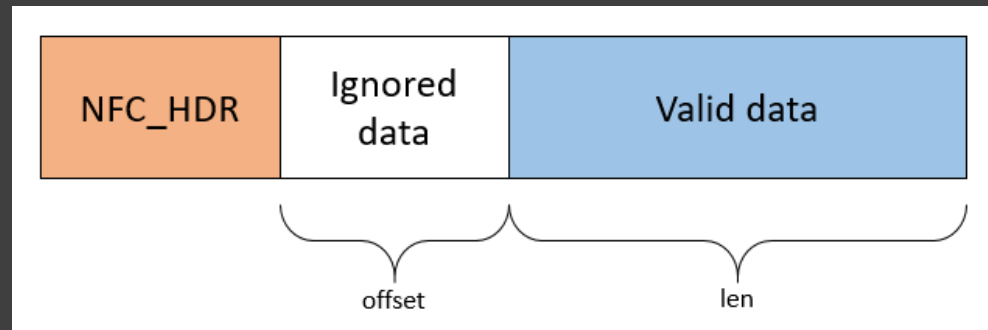 NFC_HDR
Ignored
data
Valid data
offset
len